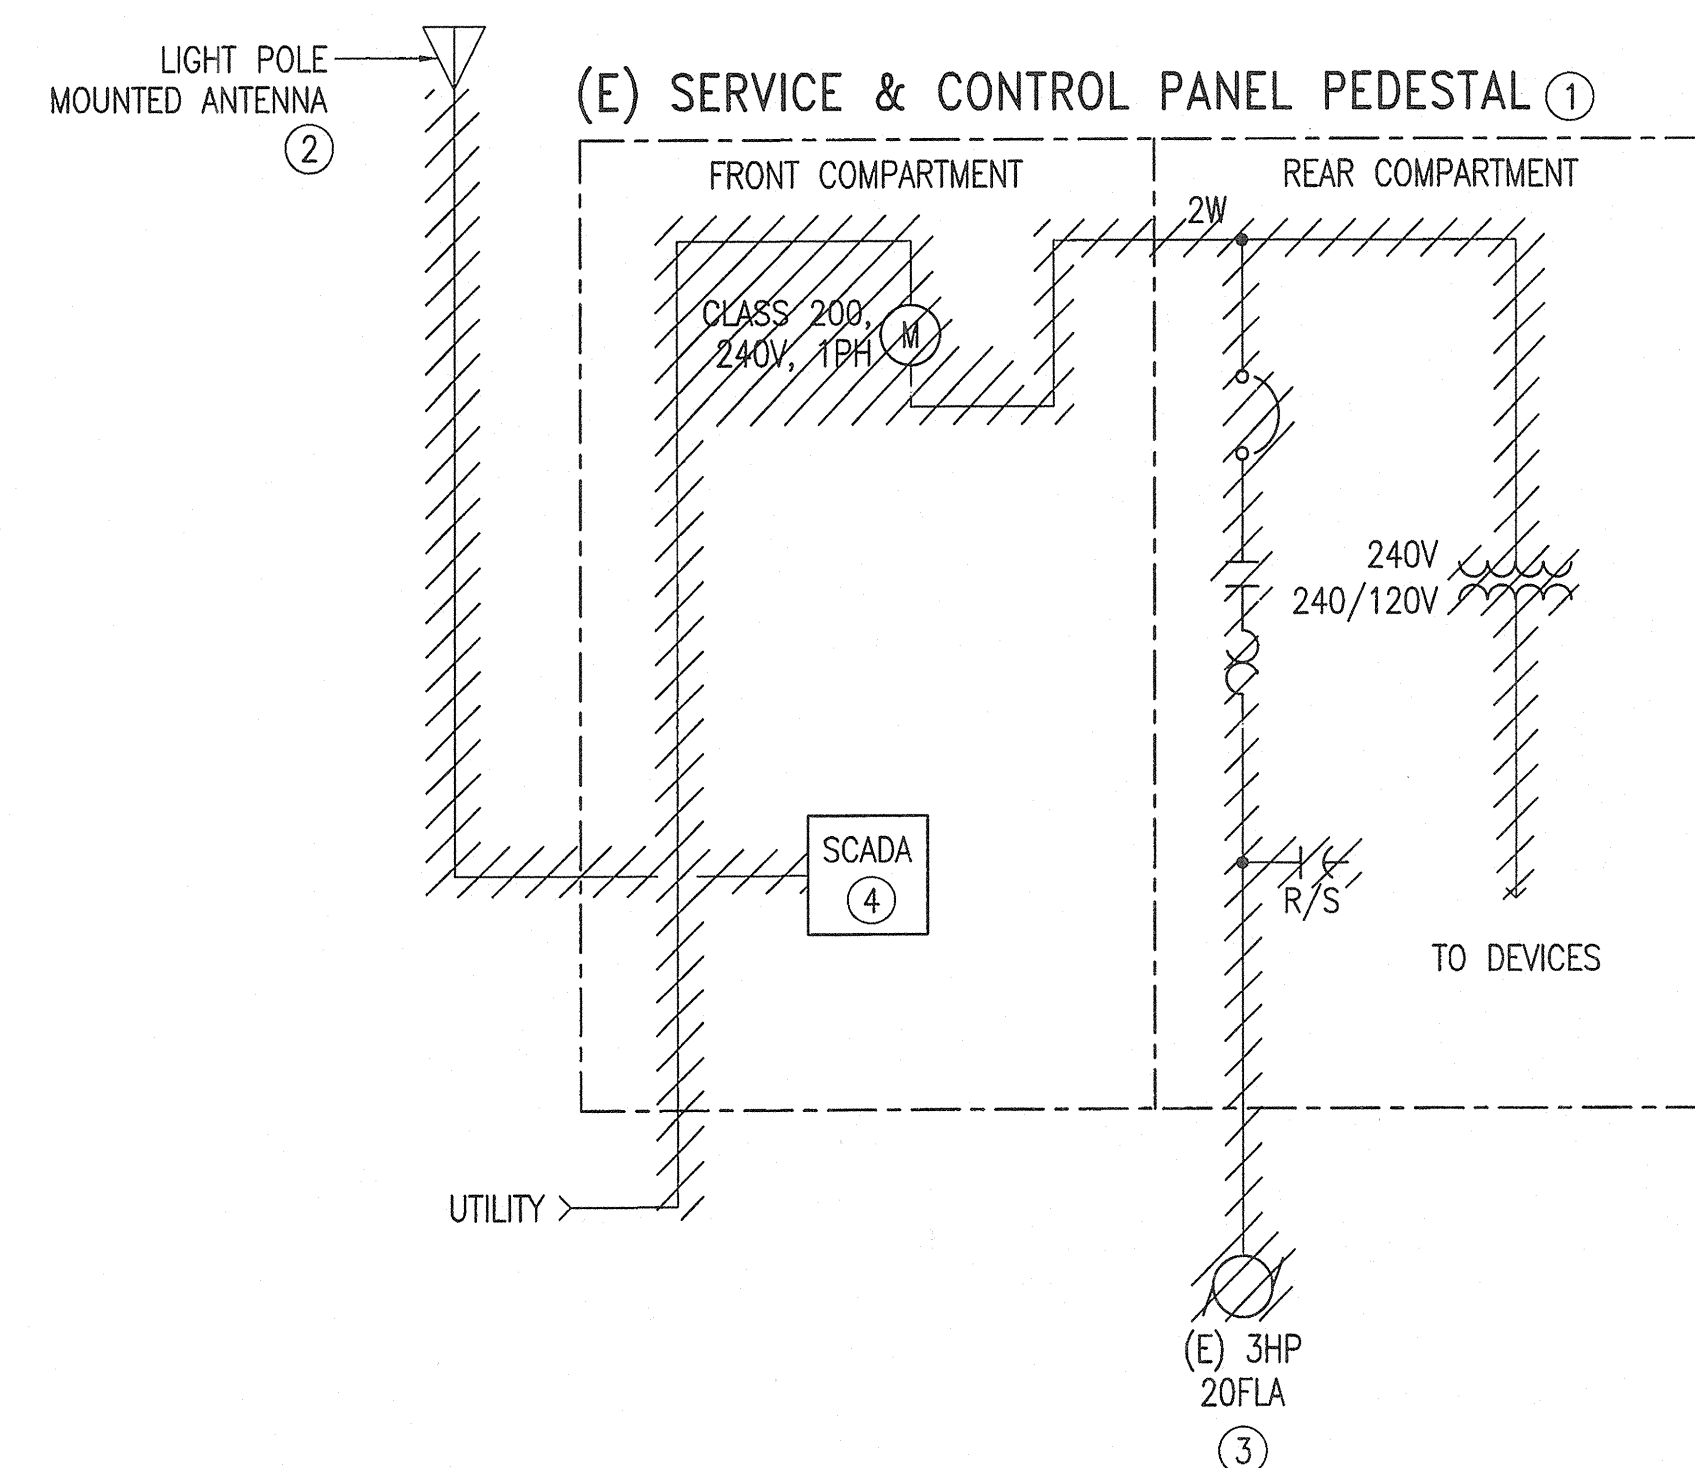 LIGHT POLE
MOUNTED ANTENNA
2
(E) SERVICE & CONTROL PANEL PEDESTAL 1
FRONT COMPARTMENT
REAR COMPARTMENT
2W
CLASS 200,
240V, 1PH
M
240V
240/120V
SCADA
4
R/S
TO DEVICES
UTILITY
(E) 3HP
20FLA
3